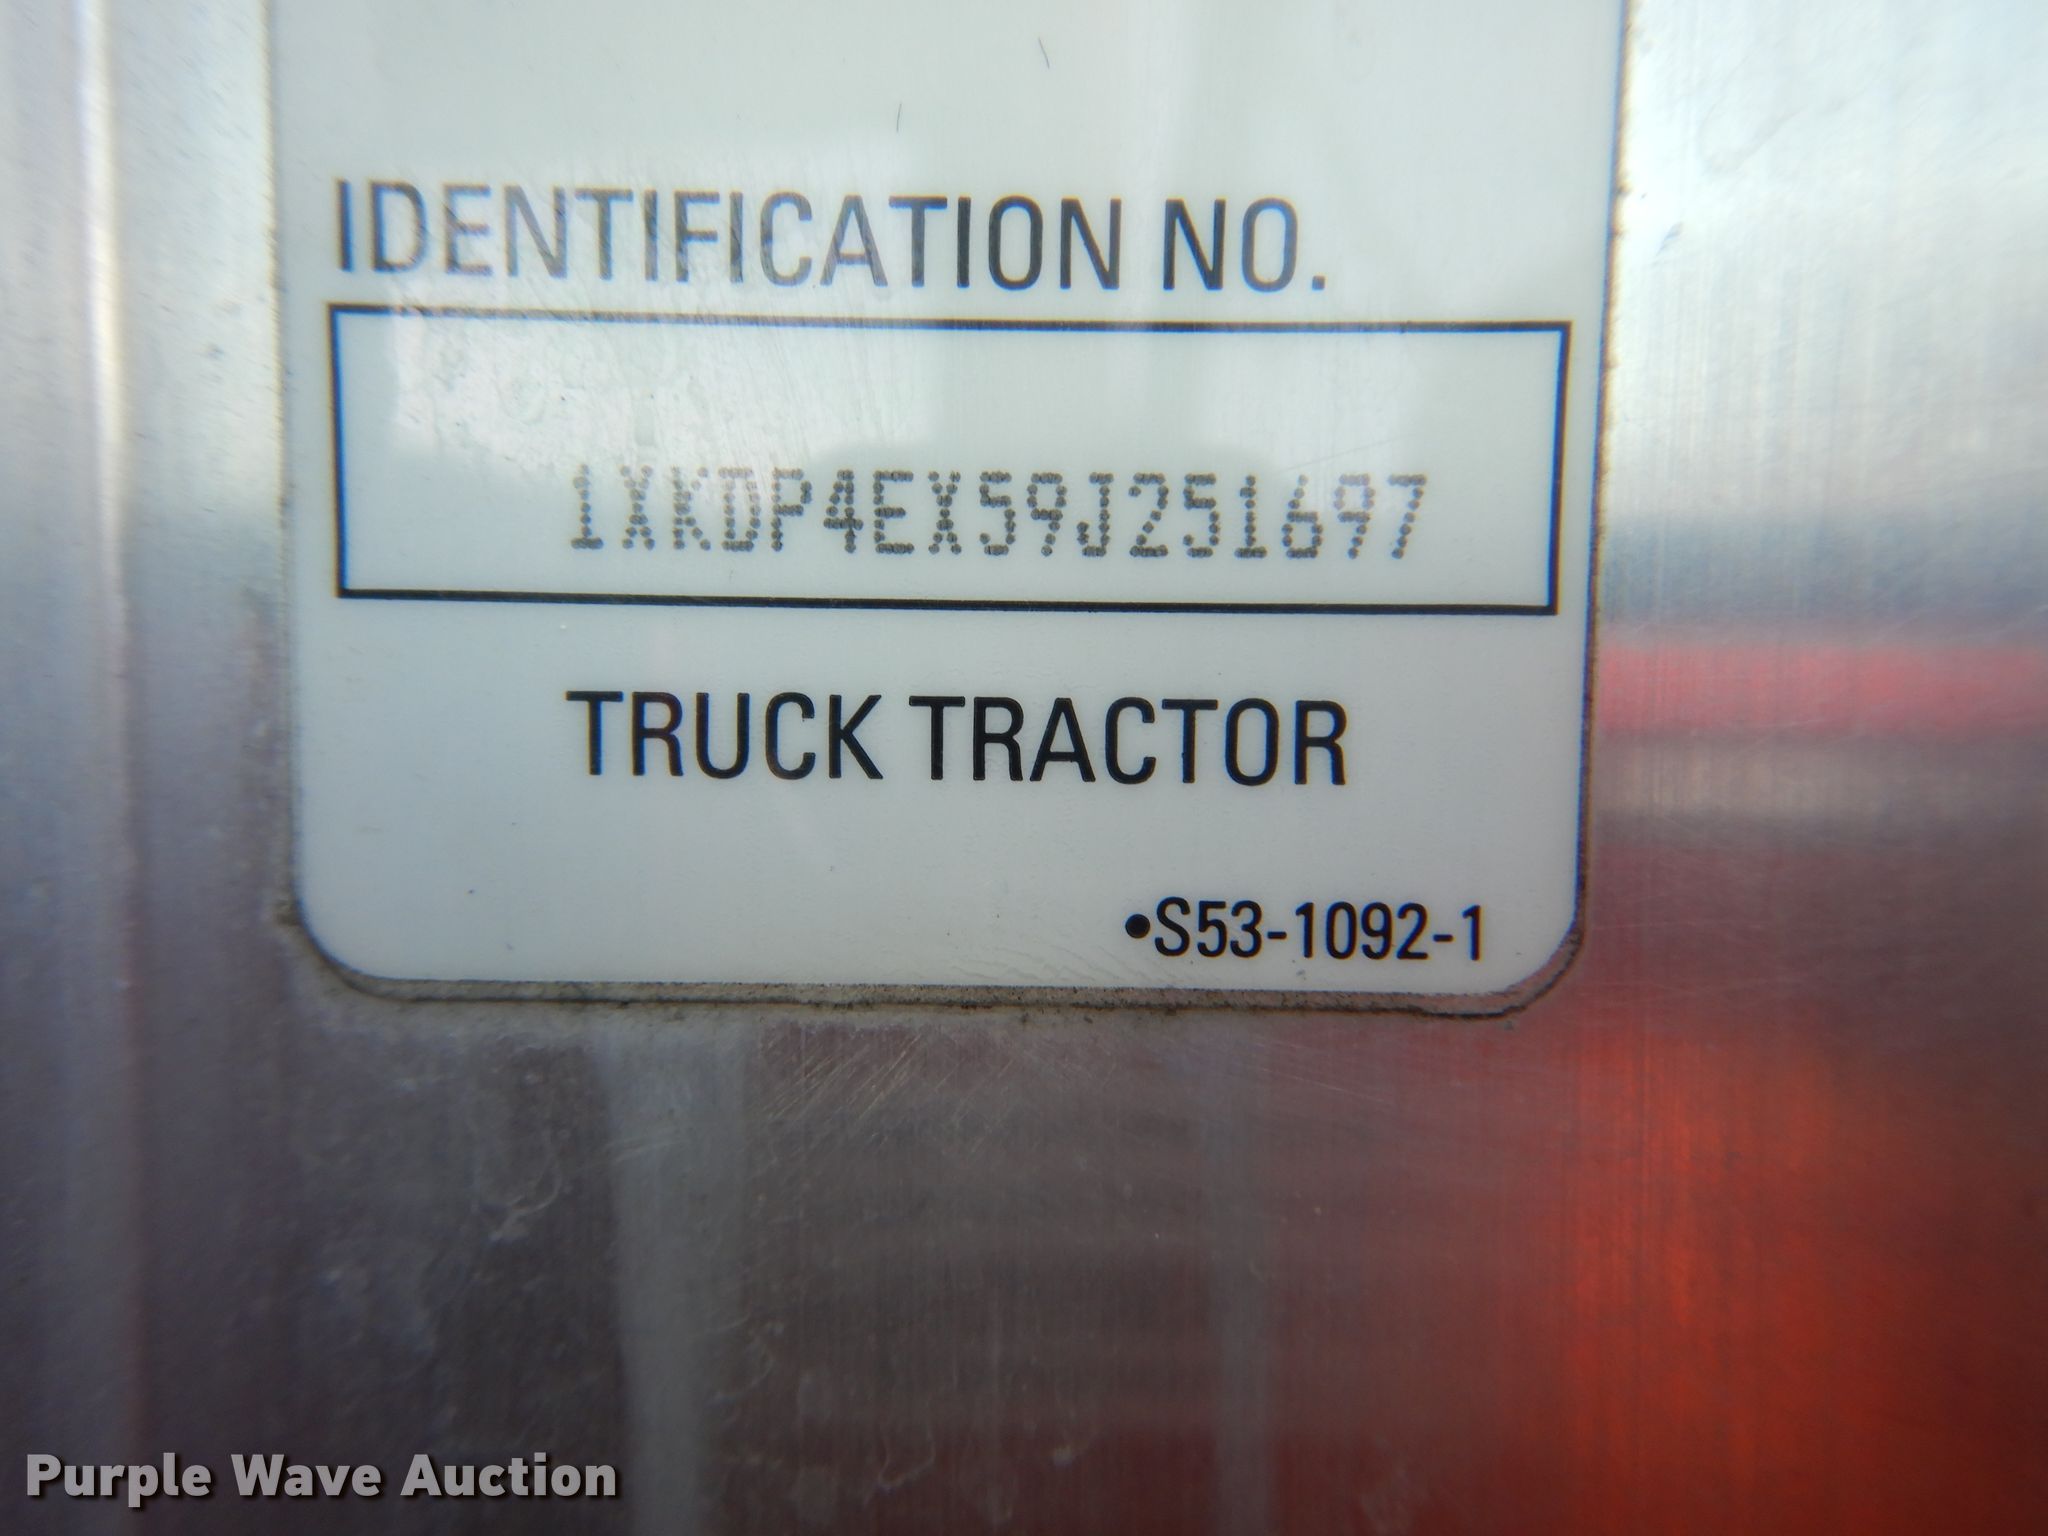 IDENTIFICATION NO.
1XKDP4EX59J251697
TRUCK TRACTOR
•S53-1092-1
Purple Wave Auction